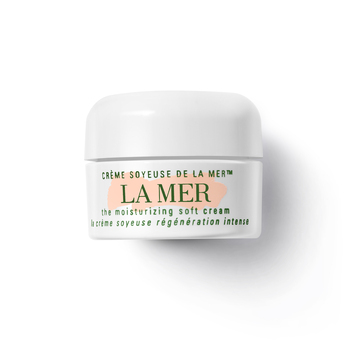 CRÈME SOYEUSE DE LA MER™
LA MER
the moisturizing soft cream
la crème soyeuse régénération intense